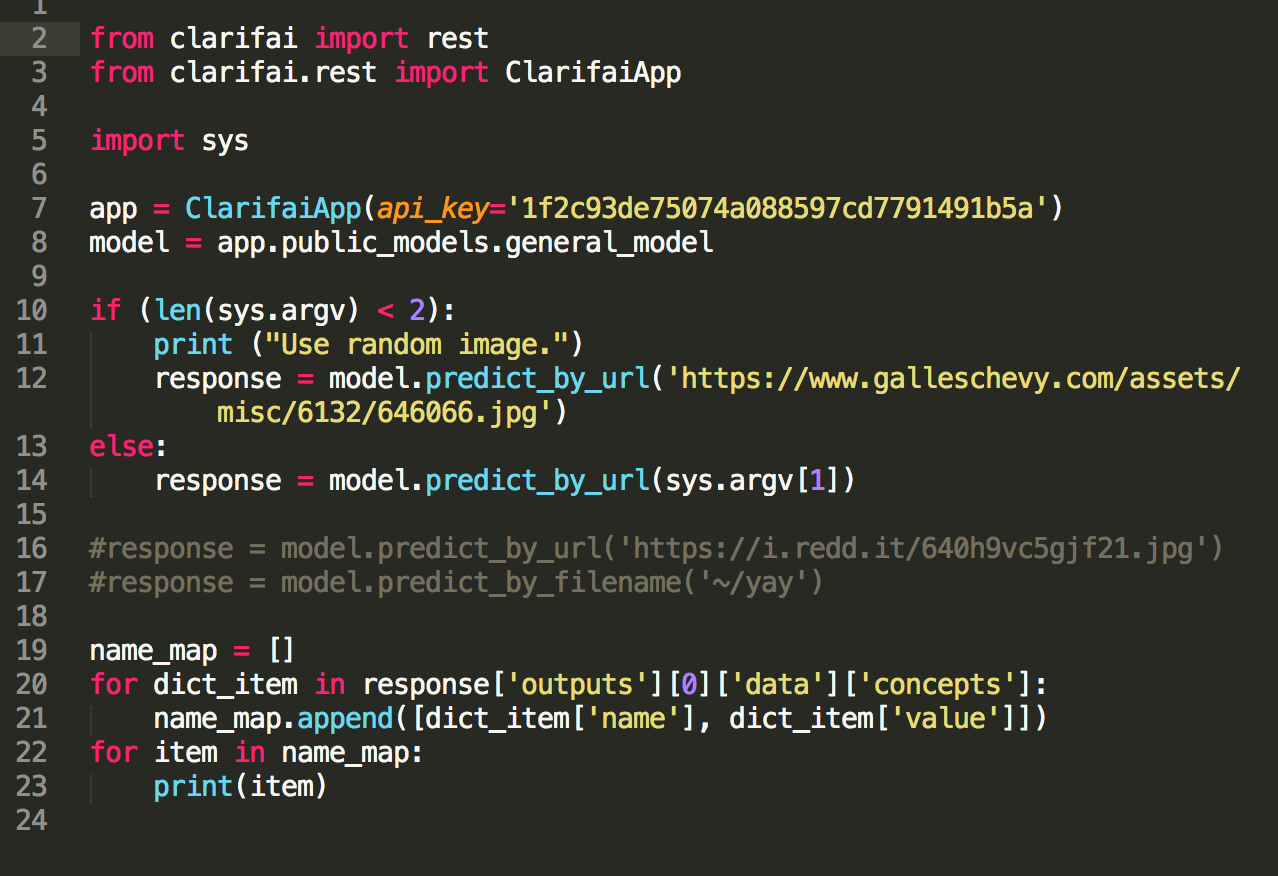 1
2 from clarifai import rest
3 from clarifai.rest import ClarifaiApp
4
5 import sys
6
7 app = ClarifaiApp(api_key='1f2c93de75074a088597cd7791491b5a')
8 model = app.public_models.general_model
9
10 if (len(sys.argv) < 2):
11     print ("Use random image.")
12     response = model.predict_by_url('https://www.galleschevy.com/assets/
        misc/6132/646066.jpg')
13 else:
14     response = model.predict_by_url(sys.argv[1])
15
16 #response = model.predict_by_url('https://i.redd.it/640h9vc5gjf21.jpg')
17 #response = model.predict_by_filename('~/yay')
18
19 name_map = []
20 for dict_item in response['outputs'][0]['data']['concepts']:
21     name_map.append([dict_item['name'], dict_item['value']])
22 for item in name_map:
23     print(item)
24